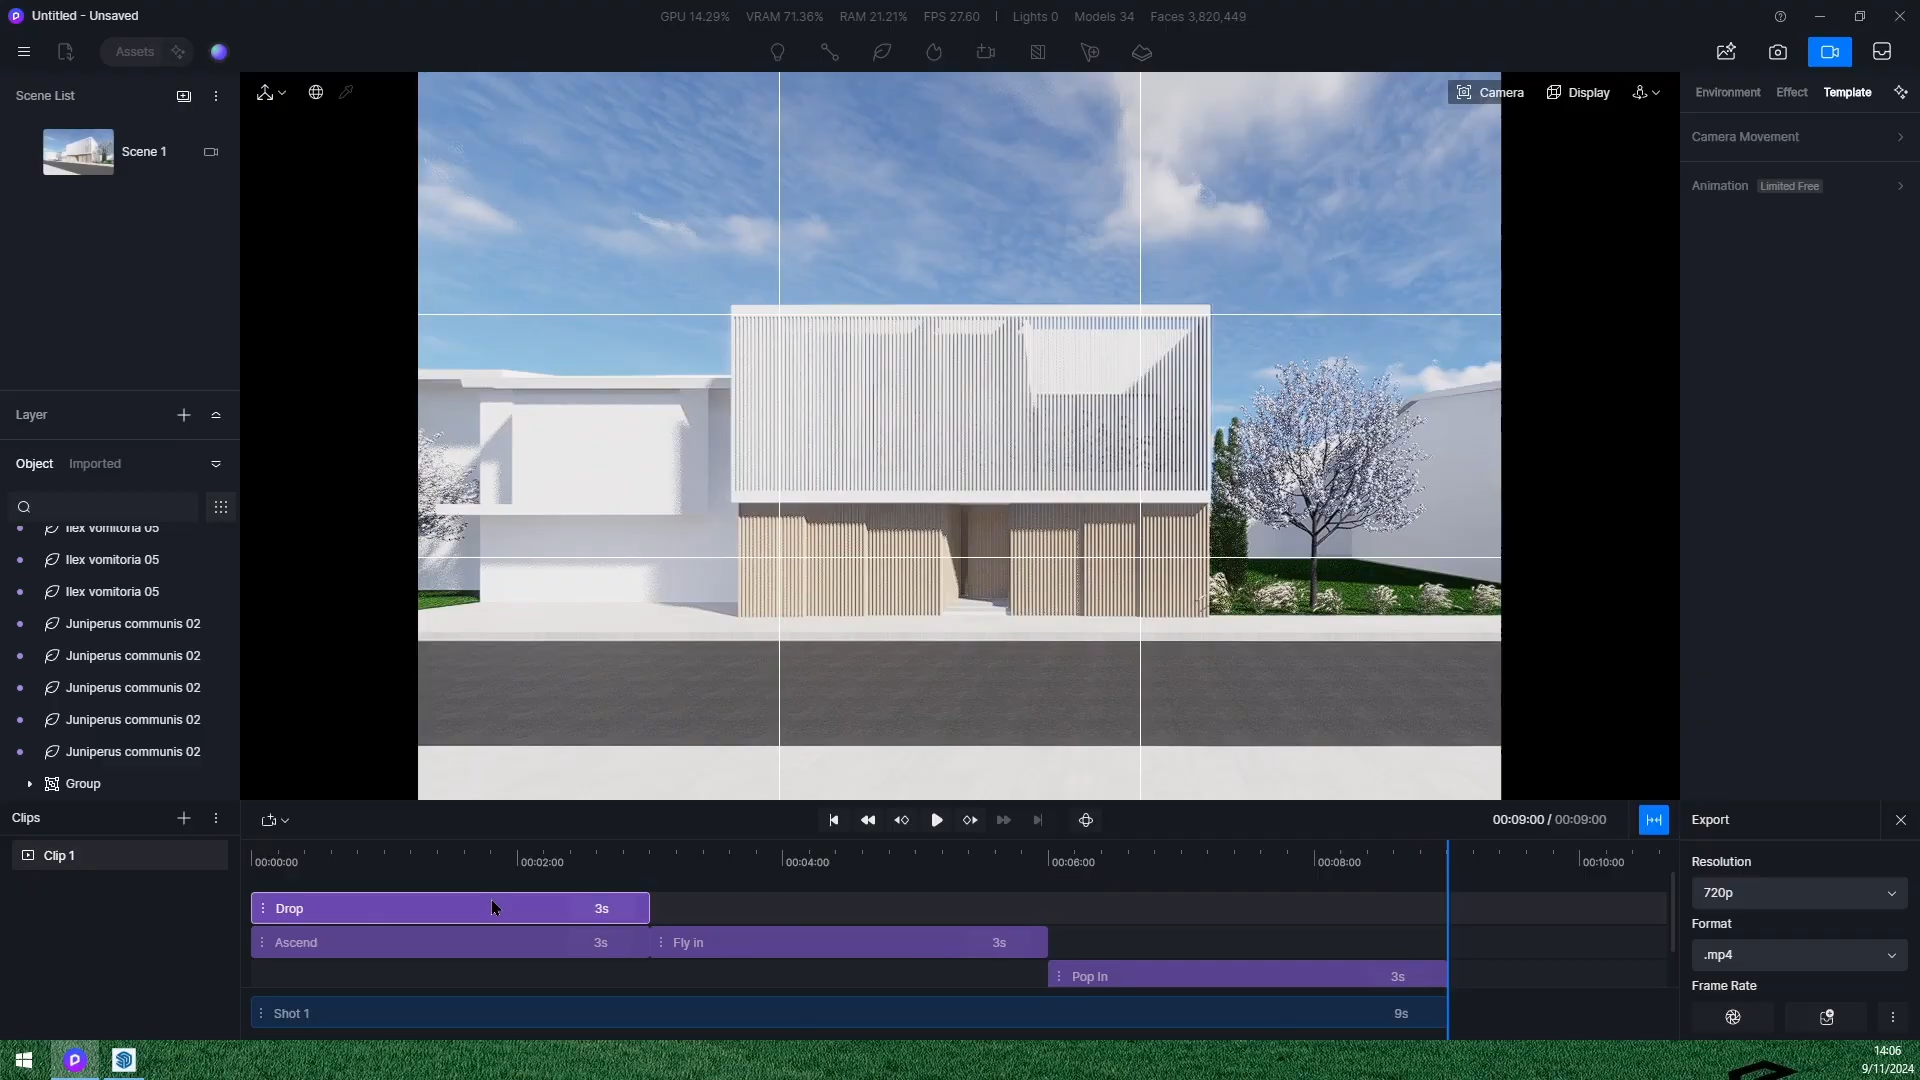 Untitled - Unsaved
GPU 14.29% VRAM 71.36% RAM 21.21% FPS 27.60 | Lights 0 Models 34 Faces 3,820,449
Assets
Scene List
Scene 1
Camera
Display
Environment Effect Template
Camera Movement
Animation Limited Free
Layer
Object Imported
Ilex vomitoria 05
Ilex vomitoria 05
Ilex vomitoria 05
Juniperus communis 02
Juniperus communis 02
Juniperus communis 02
Juniperus communis 02
Juniperus communis 02
Group
Clips
Clip 1
00:09:00 / 00:09:00
00:00:00 00:02:00 00:04:00 00:06:00 00:08:00 00:10:00
Drop 3s
Ascend 3s Fly in 3s
Pop In 3s
Shot 1 9s
Export
Resolution
720p
Format
.mp4
Frame Rate
14:06
9/11/2024